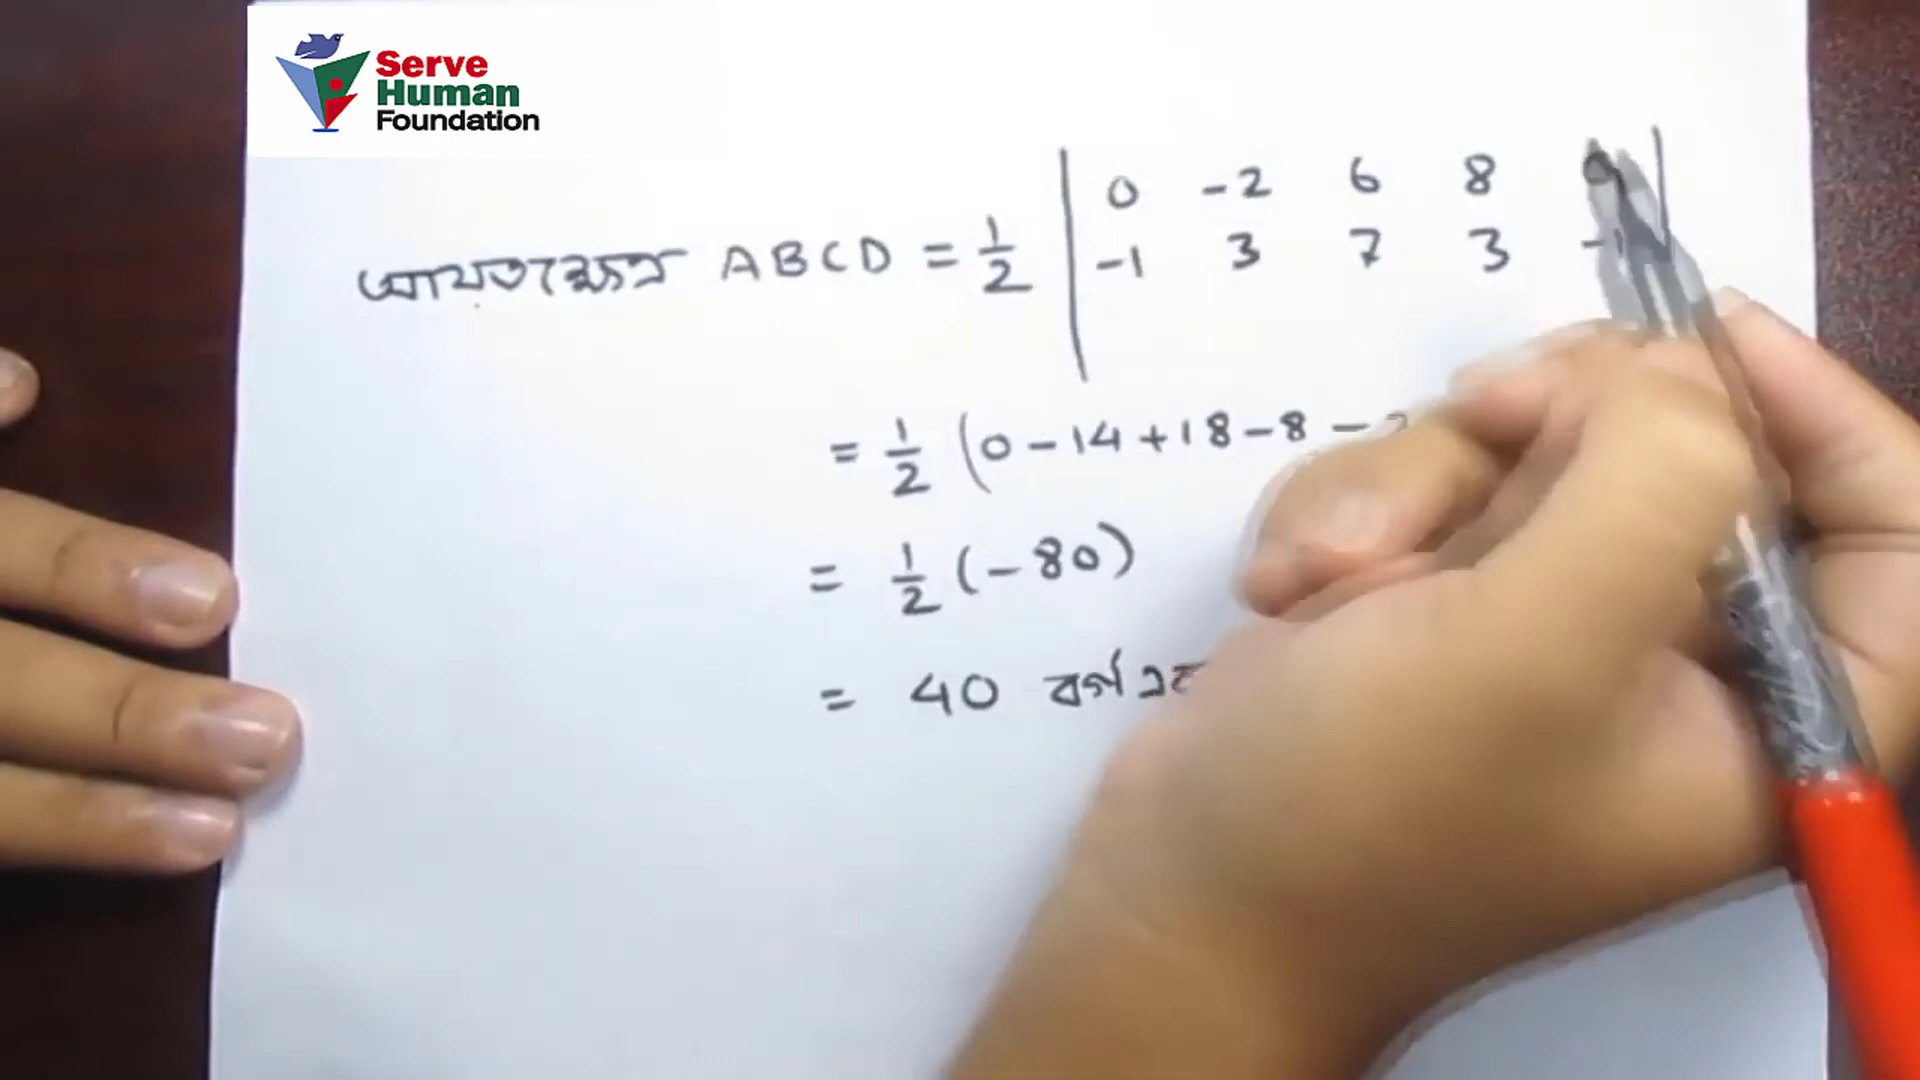 Serve
Human
Foundation
0 -2 6 8
আয়তক্ষেত্র ABCD = 1/2 | -1 3 7 3 - |
= 1/2 (0 - 14 + 18 - 8 -
= 1/2 (-80)
= 40 বর্গ